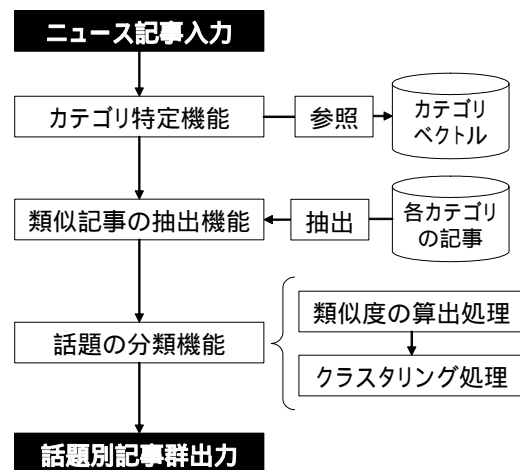 ニュース記事入力
カテゴリ特定機能
参照
カテゴリ
ベクトル
類似記事の抽出機能
抽出
各カテゴリ
の記事
話題の分類機能
類似度の算出処理
クラスタリング処理
話題別記事群出力